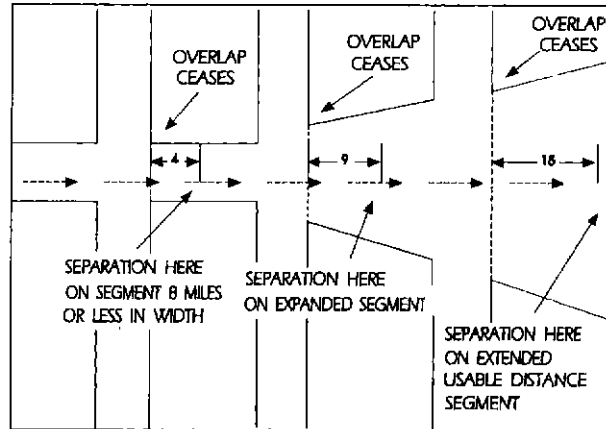 OVERLAP
CEASES
OVERLAP
CEASES
OVERLAP
CEASES
4
9
18
SEPARATION HERE
ON SEGMENT 8 MILES
OR LESS IN WIDTH
SEPARATION HERE
ON EXPANDED SEGMENT
SEPARATION HERE
ON EXTENDED
USABLE DISTANCE
SEGMENT